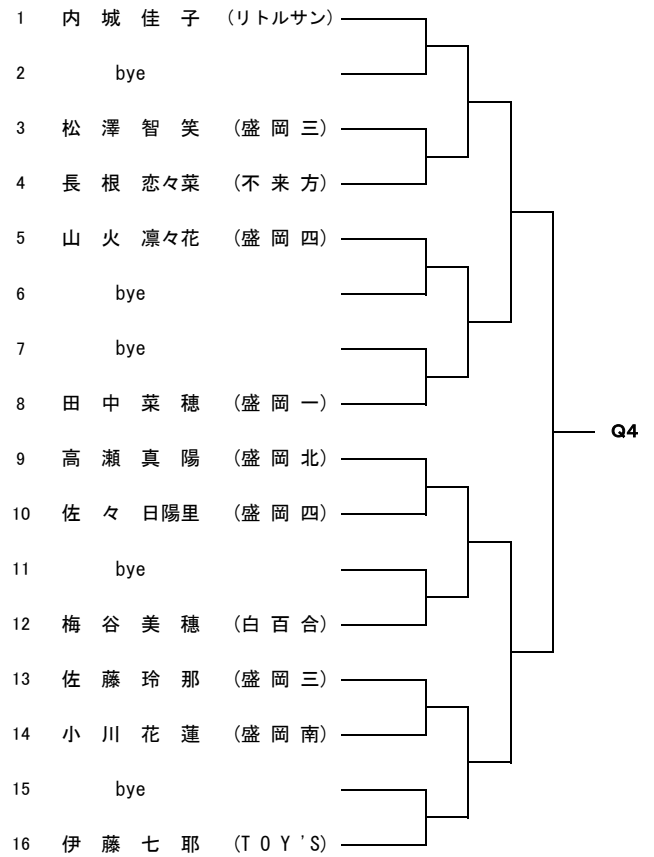 1 内 城 佳 子 (リトルサン)
2 bye
3 松 澤 智 笑 (盛 岡 三)
4 長 根 恋々菜 (不 来 方)
5 山 火 凛々花 (盛 岡 四)
6 bye
7 bye
8 田 中 菜 穂 (盛 岡 一)
Q4
9 高 瀬 真 陽 (盛 岡 北)
10 佐 々 日陽里 (盛 岡 四)
11 bye
12 梅 谷 美 穂 (白 百 合)
13 佐 藤 玲 那 (盛 岡 三)
14 小 川 花 蓮 (盛 岡 南)
15 bye
16 伊 藤 七 耶 (T O Y ' S)